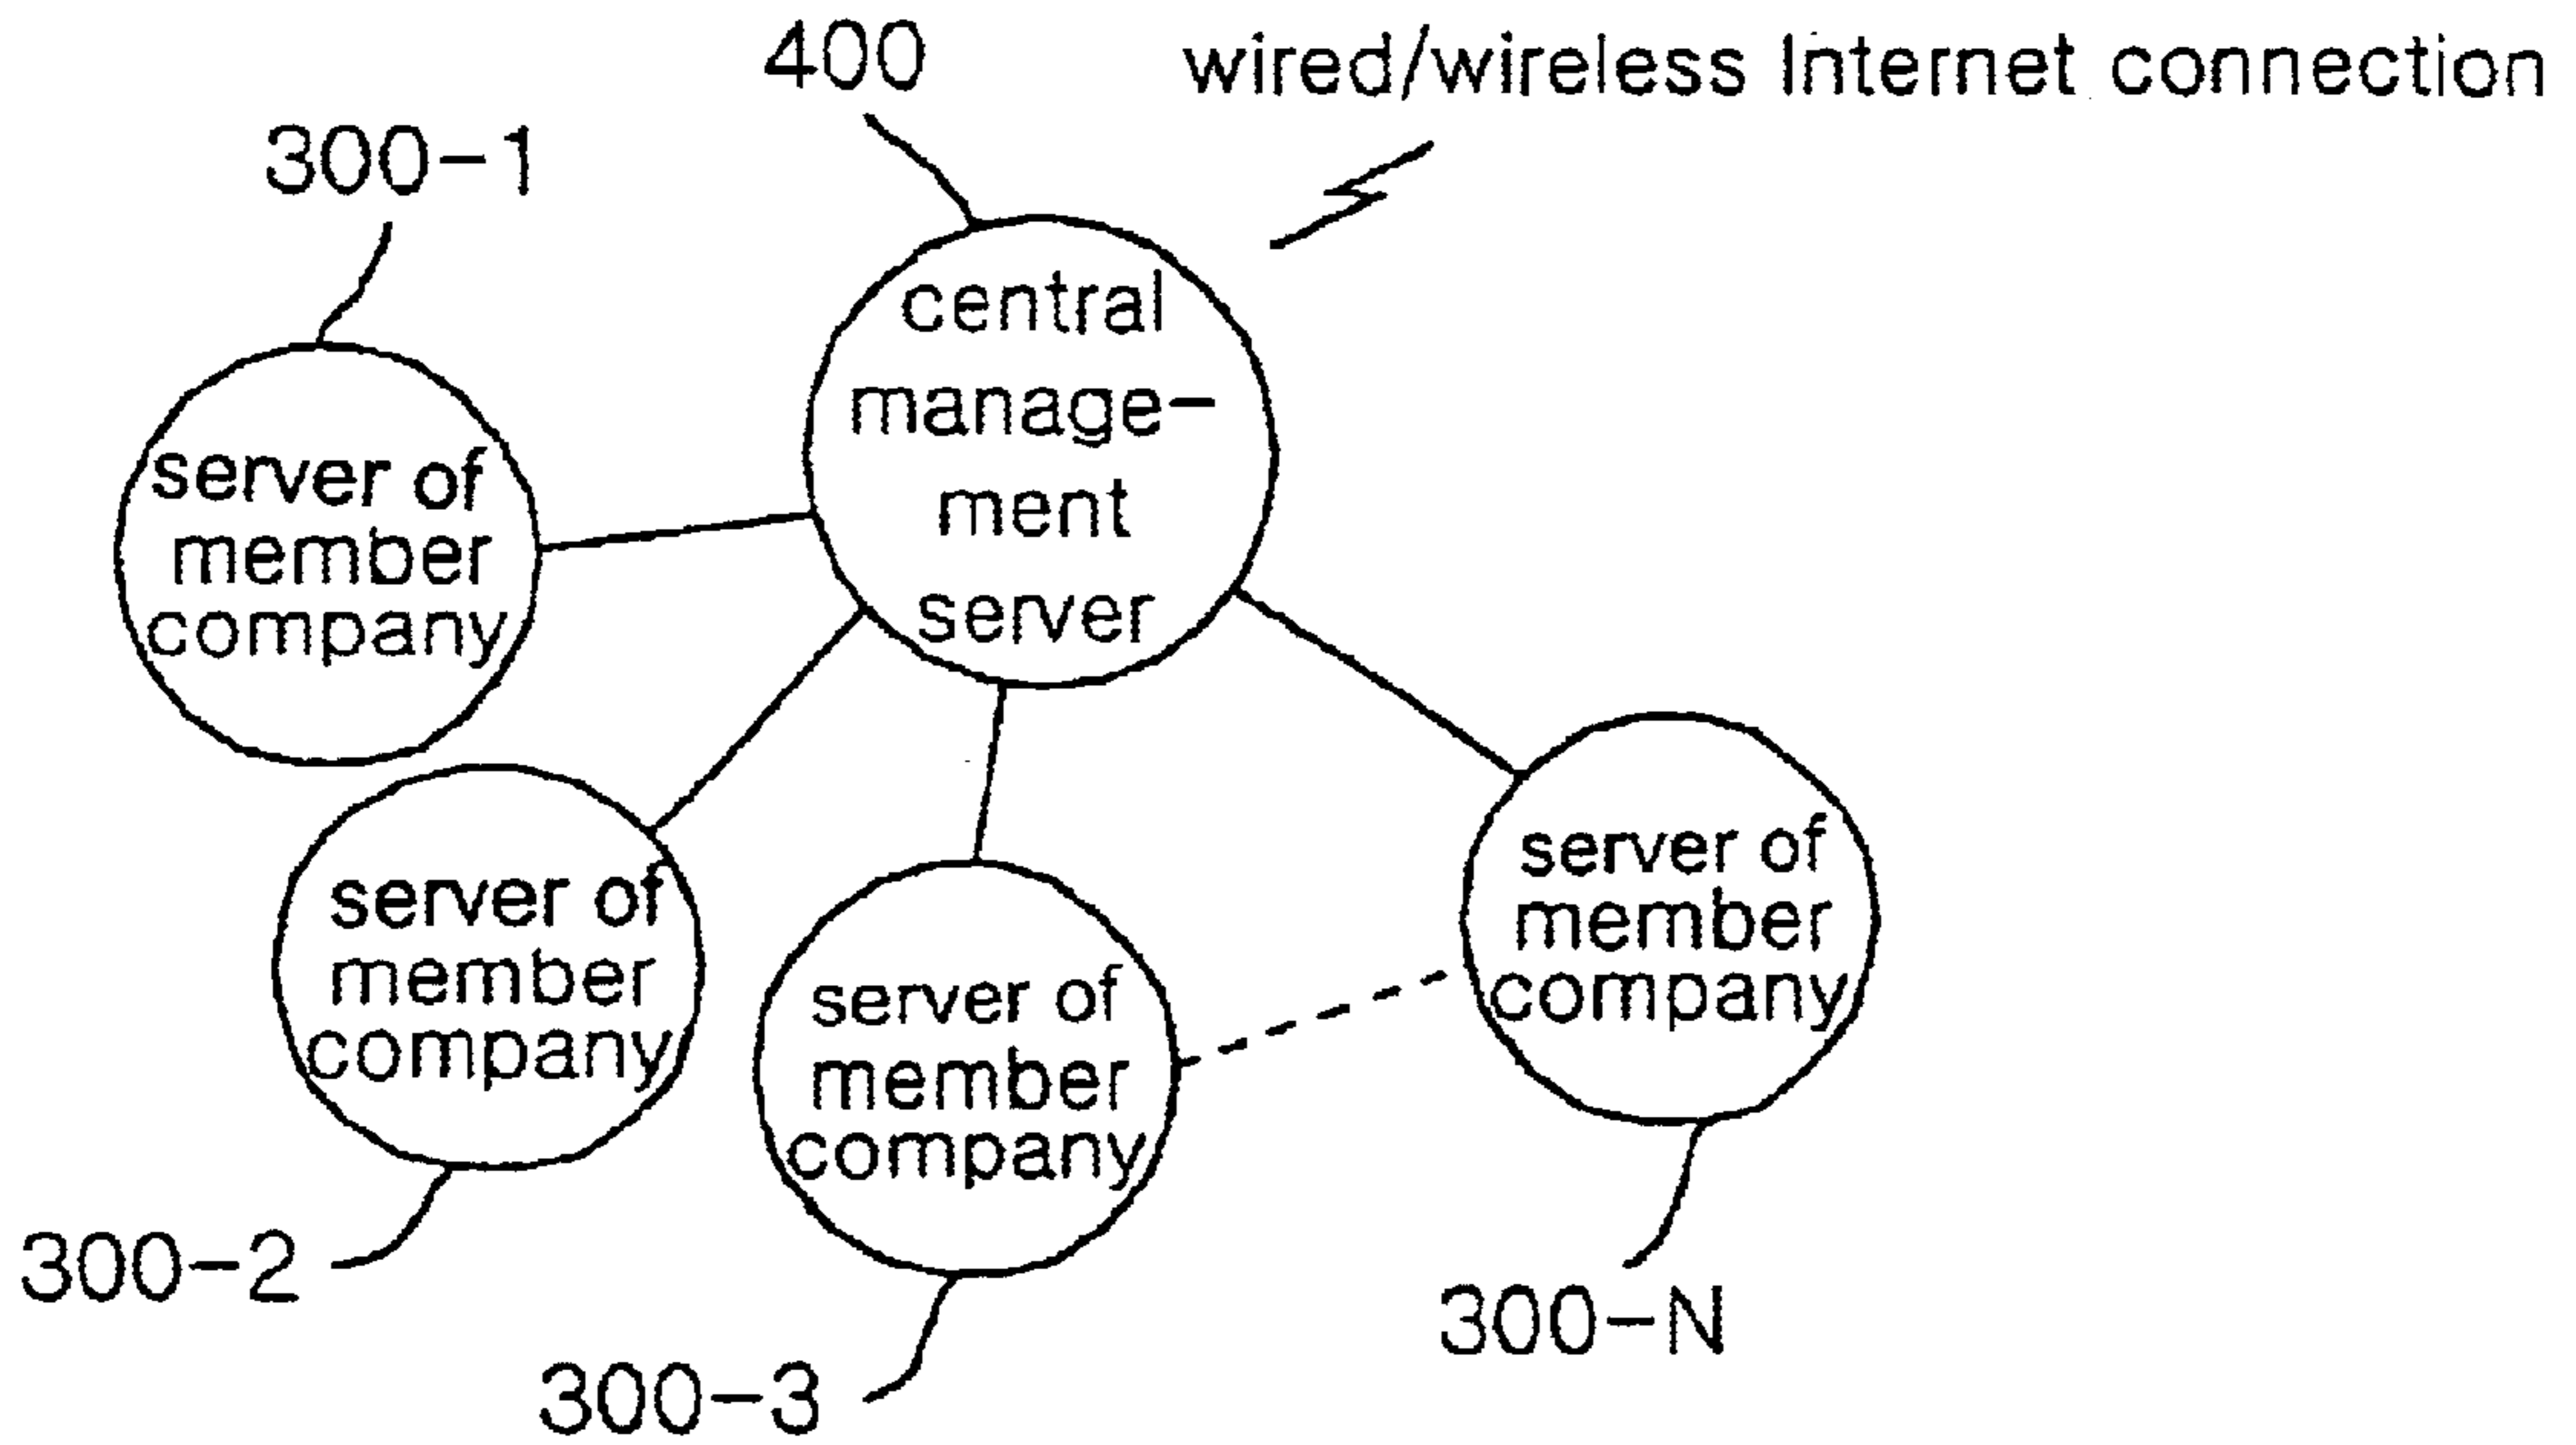 400
wired/wireless Internet connection
300-1
central
manage-
ment
server
server of
member
company
server of
member
company
server of
member
company
server of
member
company
300-2
300-3
300-N